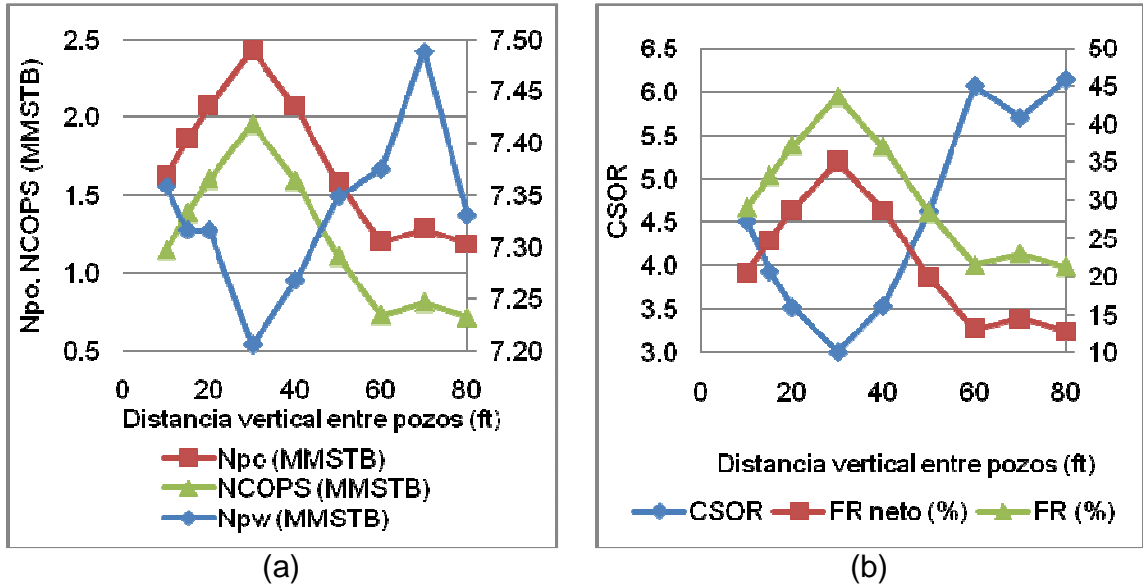 Npo. NCOPS (MMSTB)
2.5
2.0
1.5
1.0
0.5
7.50
7.45
7.40
7.35
7.30
7.25
7.20
0 20 40 60 80
Distancia vertical entre pozos (ft)
Npo (MMSTB)
NCOPS (MMSTB)
Npw (MMSTB)
(a)
CSOR
6.5
6.0
5.5
5.0
4.5
4.0
3.5
3.0
50
45
40
35
30
25
20
15
10
0 20 40 60 80
Distancia vertical entre pozos (ft)
CSOR FR neto (%) FR (%)
(b)